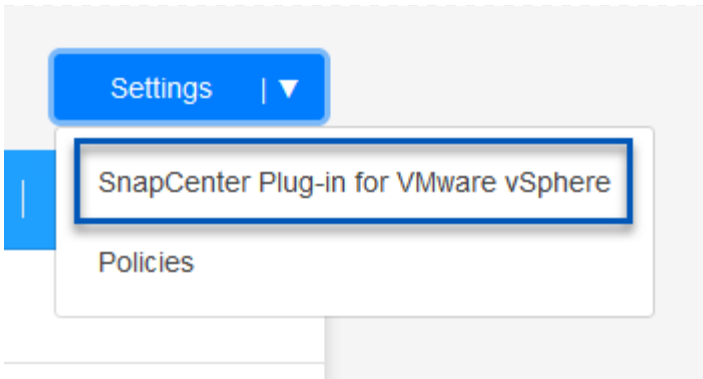 Settings | ▼
SnapCenter Plug-in for VMware vSphere
Policies